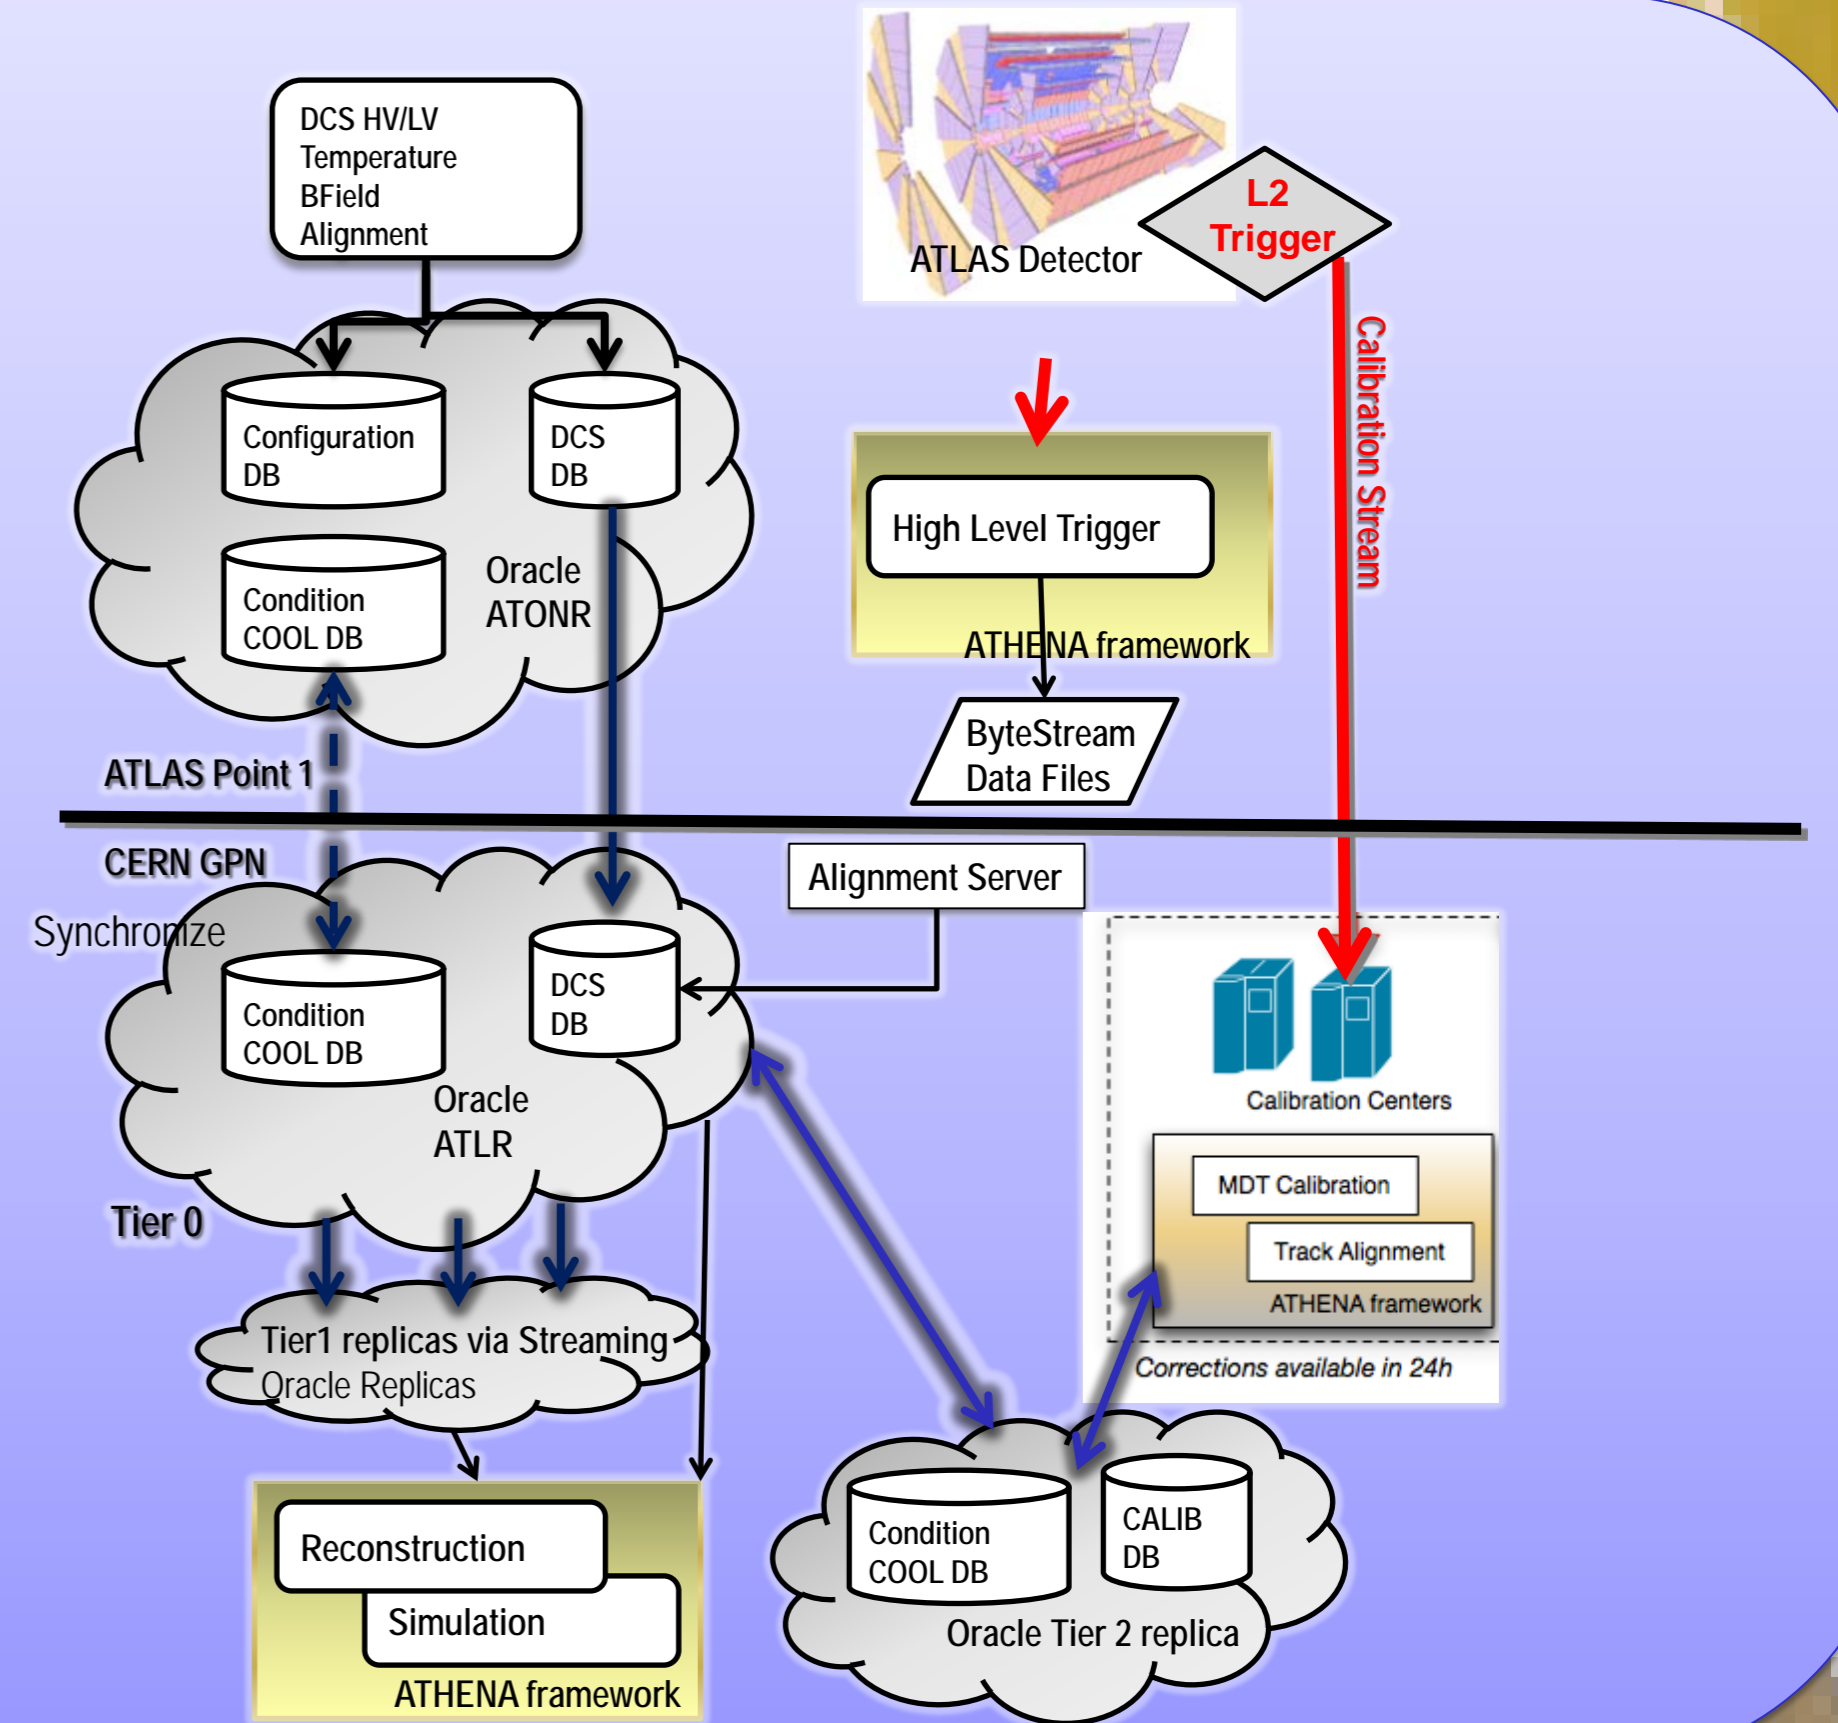 DCS HV/LV
Temperature
BField
Alignment
ATLAS Detector
L2
Trigger
Calibration Stream
Configuration
DB
DCS
DB
Condition
COOL DB
Oracle
ATONR
High Level Trigger
ATHENA framework
ByteStream
Data Files
ATLAS Point 1
CERN GPN
Synchronize
Alignment Server
Condition
COOL DB
DCS
DB
Oracle
ATLR
Tier 0
Calibration Centers
MDT Calibration
Track Alignment
ATHENA framework
Corrections available in 24h
Tier1 replicas via Streaming
Oracle Replicas
Reconstruction
Simulation
ATHENA framework
Condition
COOL DB
CALIB
DB
Oracle Tier 2 replica